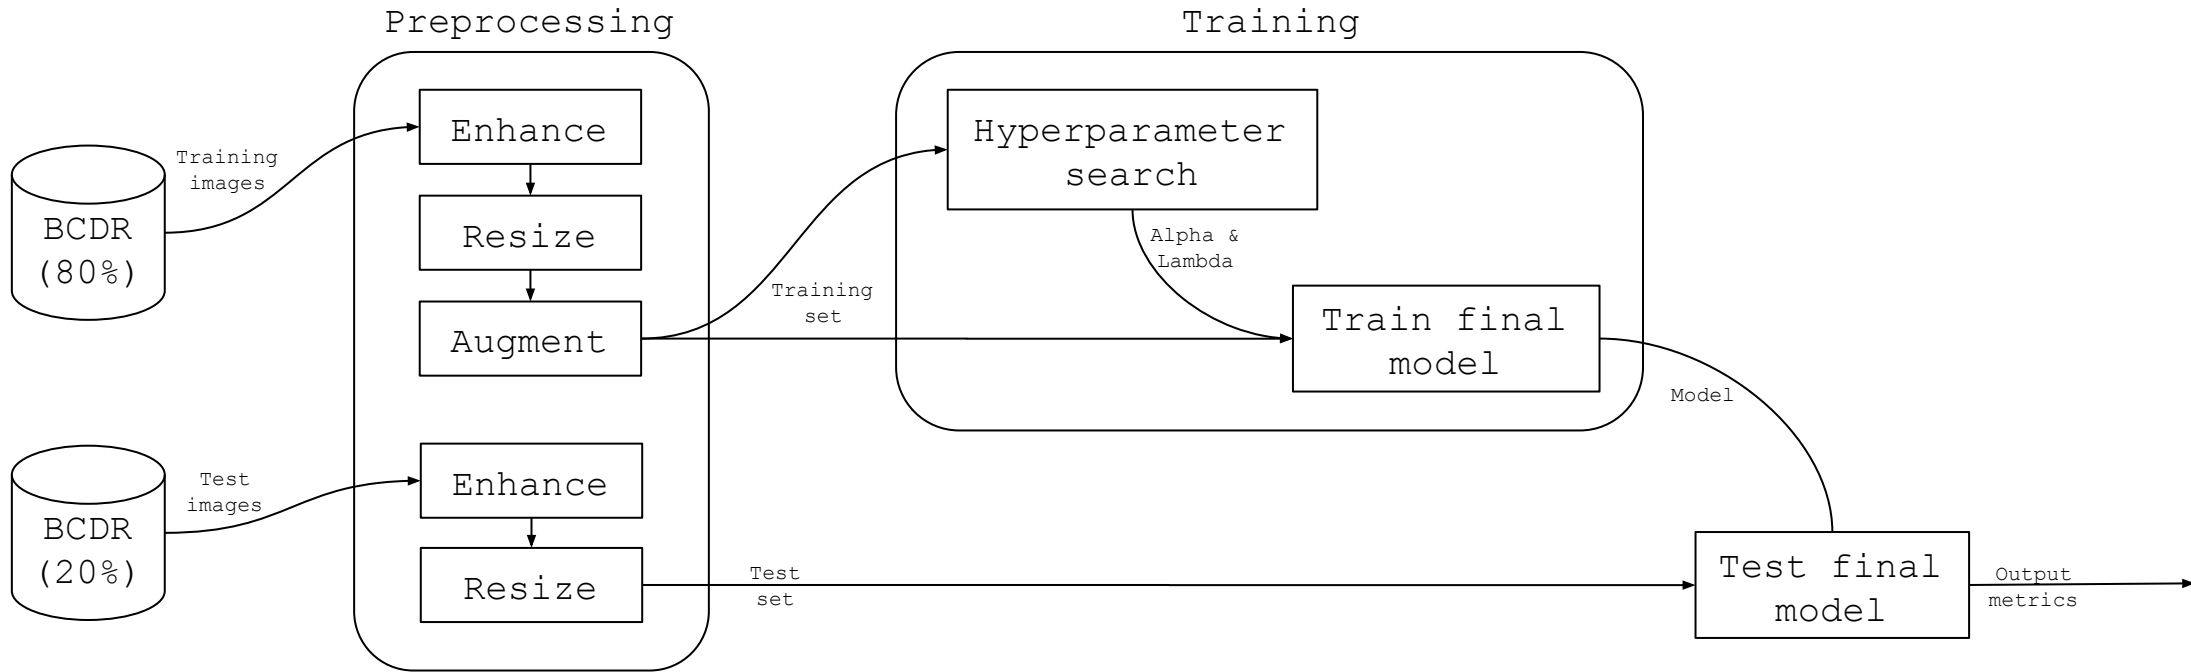 Preprocessing
Training
Enhance
Training
images
Hyperparameter
search
BCDR
(80%)
Resize
Alpha &
Lambda
Training
set
Augment
Train final
model
Model
Test
images
Enhance
BCDR
(20%)
Resize
Test
set
Test final
model
Output
metrics